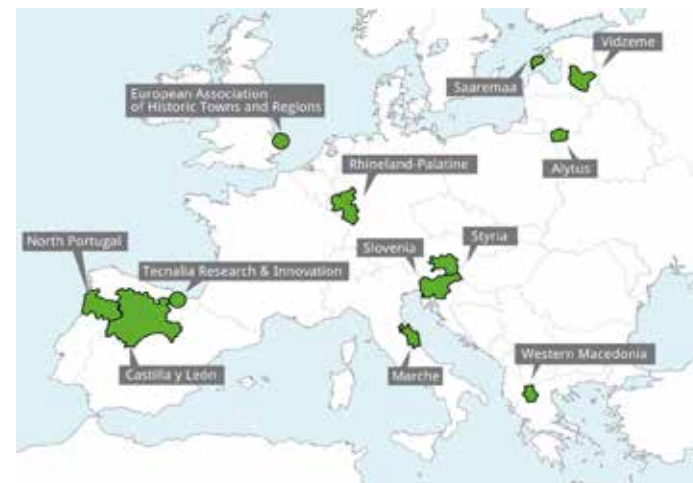 Vidzeme
Saaremaa
European Association
of Historic Towns and Regions
Rhineland-Palatine
Alytus
North Portugal
Styria
Slovenia
Tecnalia Research & Innovation
Western Macedonia
Castilla y León
Marche